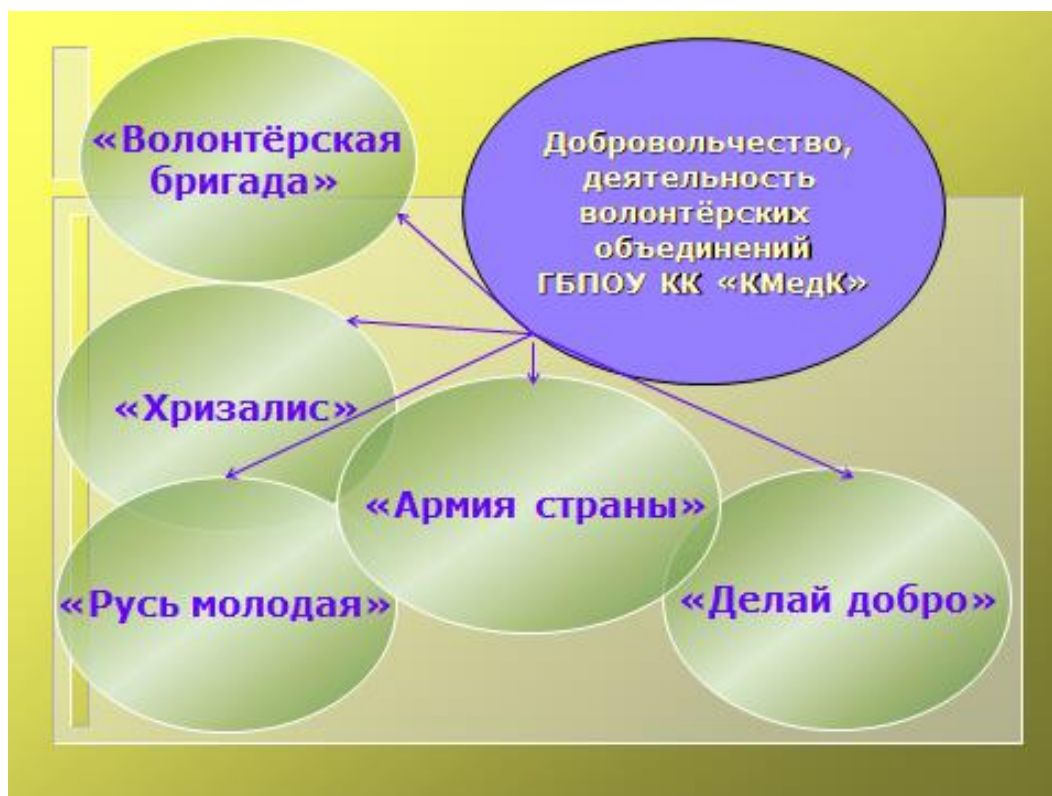 «Волонтёрская
бригада»
Добровольчество,
деятельность
волонтёрских
объединений
ГБПОУ КК «КМедК»
«Хризалис»
«Армия страны»
«Русь молодая»
«Делай добро»